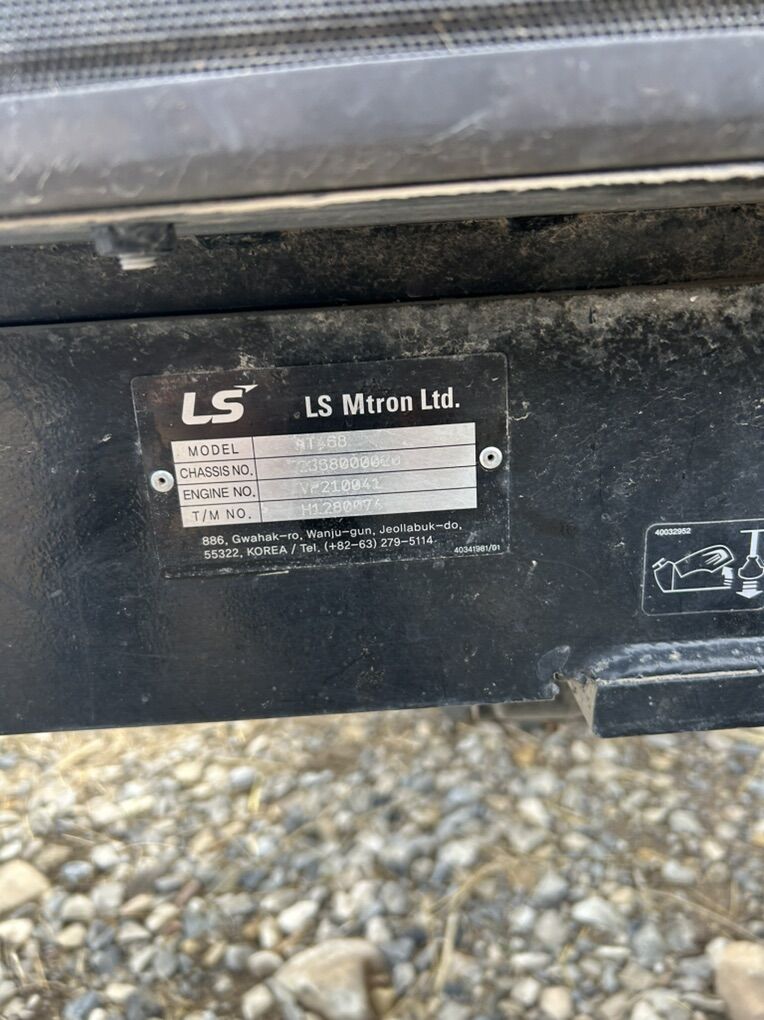 LS LS Mtron Ltd.
MODEL
CHASSIS NO.
ENGINE NO.
T/M NO.
886, Gwahak-ro, Wanju-gun, Jeollabuk-do,
55322, KOREA / Tel. (+82-63) 279-5114
40341981/01
40032952